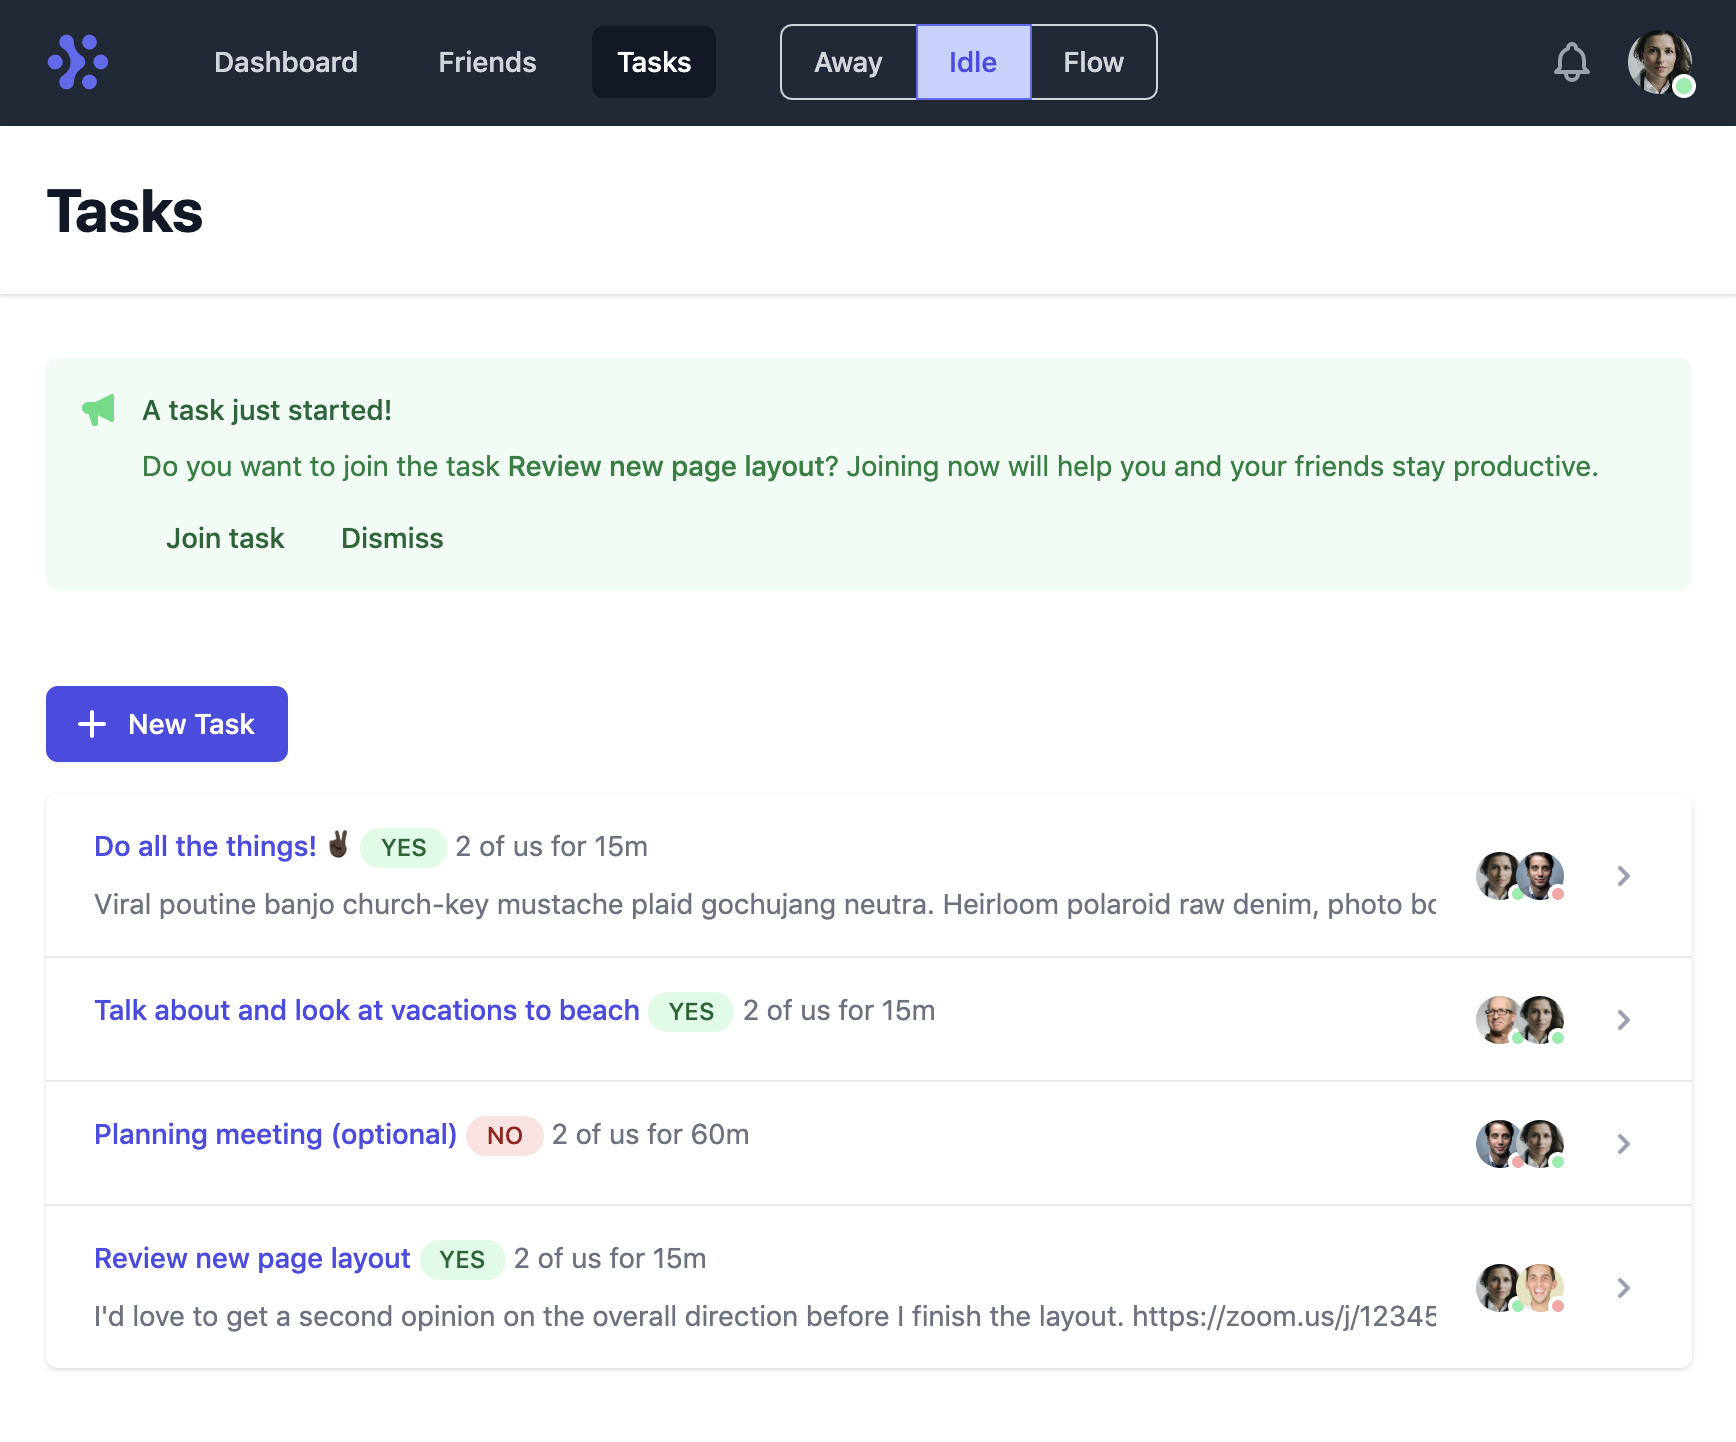 Dashboard Friends Tasks Away Idle Flow
Tasks
A task just started!
Do you want to join the task Review new page layout? Joining now will help you and your friends stay productive.
Join task Dismiss
New Task
Do all the things! ✌🏿 YES 2 of us for 15m
Viral poutine banjo church-key mustache plaid gochujang neutra. Heirloom polaroid raw denim, photo bo
Talk about and look at vacations to beach YES 2 of us for 15m
Planning meeting (optional) NO 2 of us for 60m
Review new page layout YES 2 of us for 15m
I'd love to get a second opinion on the overall direction before I finish the layout. https://zoom.us/j/12345